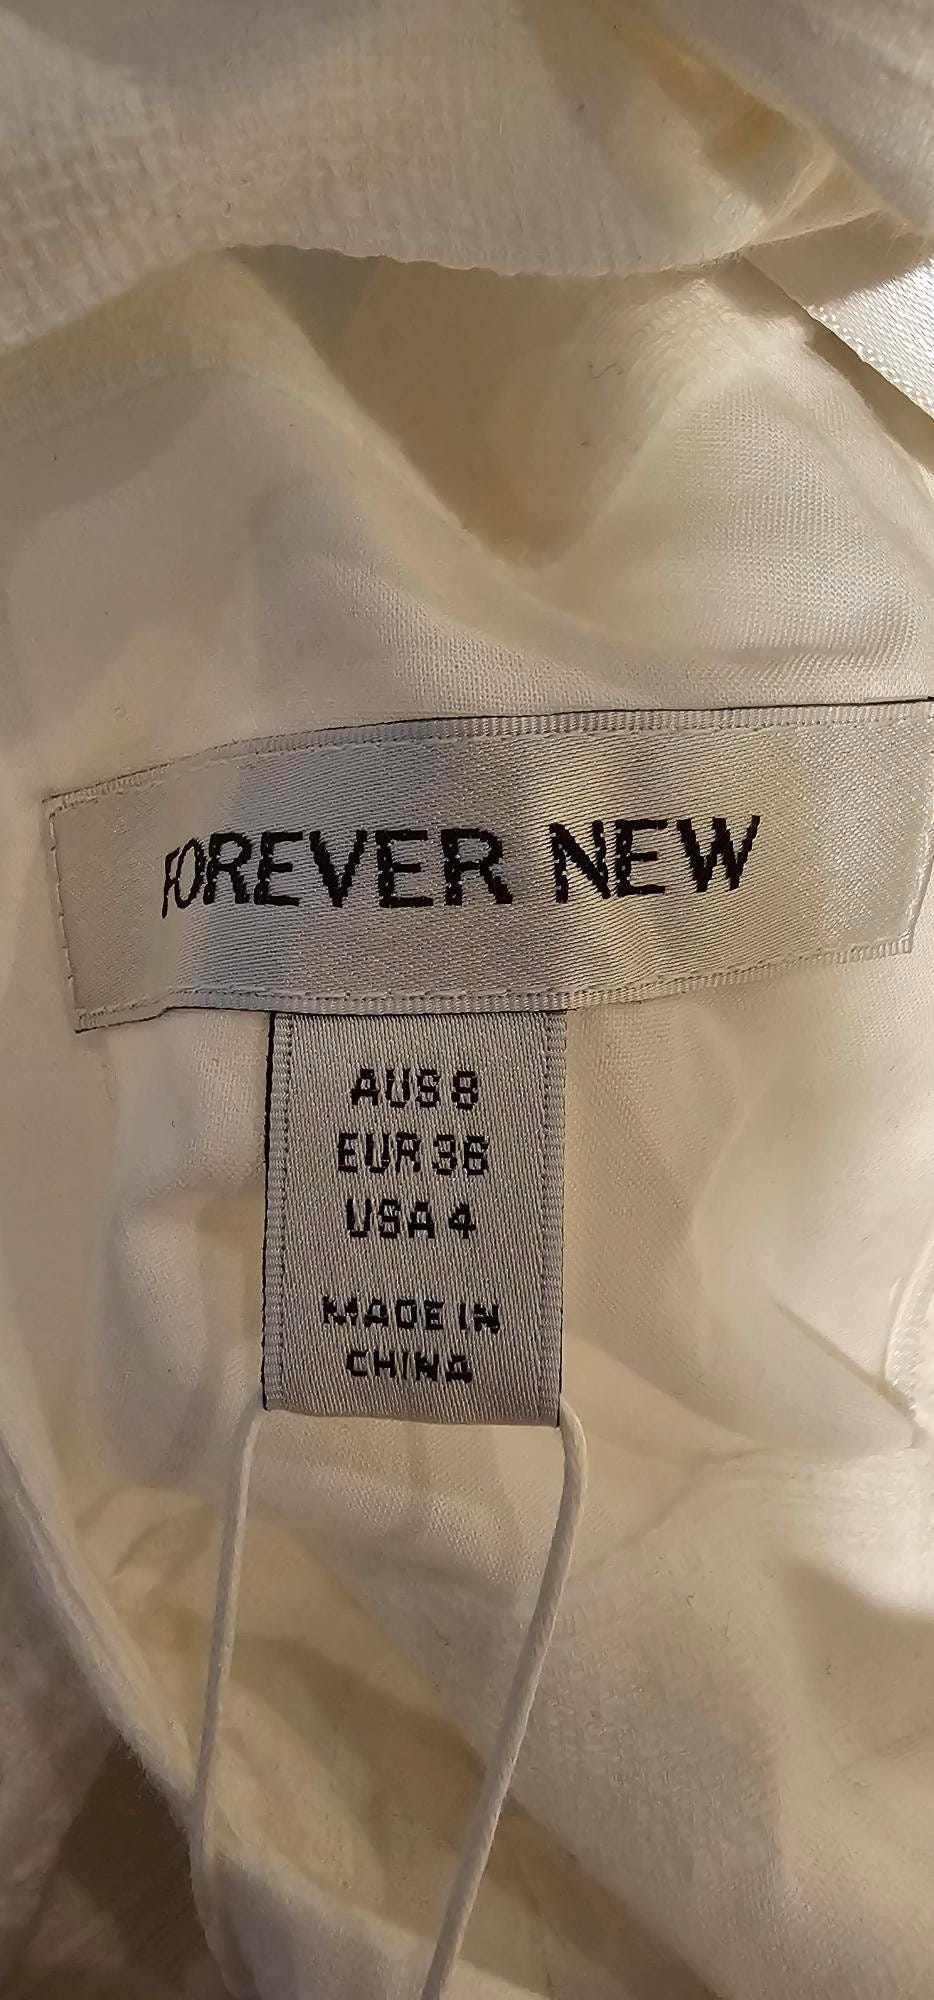 FOREVER NEW
AUS 8
EUR 36
USA 4
MADE IN
CHINA